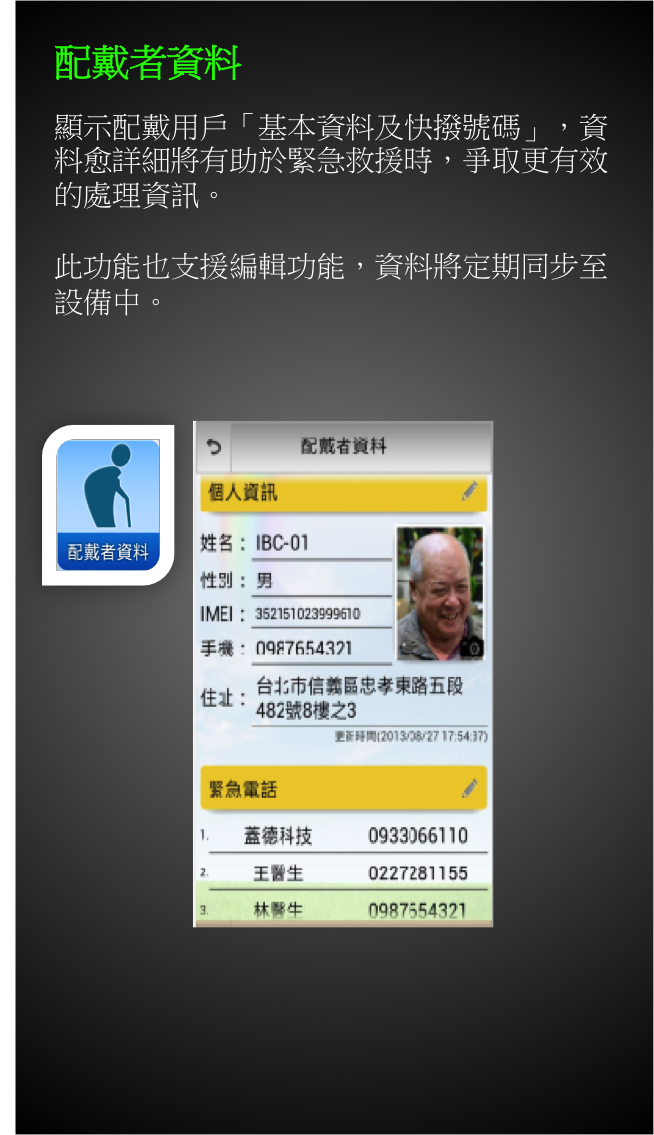 配戴者資料
顯示配戴用戶「基本資料及快撥號碼」，資
料愈詳細將有助於緊急救援時，爭取更有效
的處理資訊。
此功能也支援編輯功能，資料將定期同步至
設備中。
配戴者資料
配戴者資料
個人資訊
姓名： IBC-01
性別： 男
IMEI： 352151023999610
手機： 0987654321
住址： 台北市信義區忠孝東路五段
482號8樓之3
更新時間(2013/08/27 17:54:37)
緊急電話
1. 蓋德科技 0933066110
2. 王醫生 0227281155
3. 林醫生 0987654321